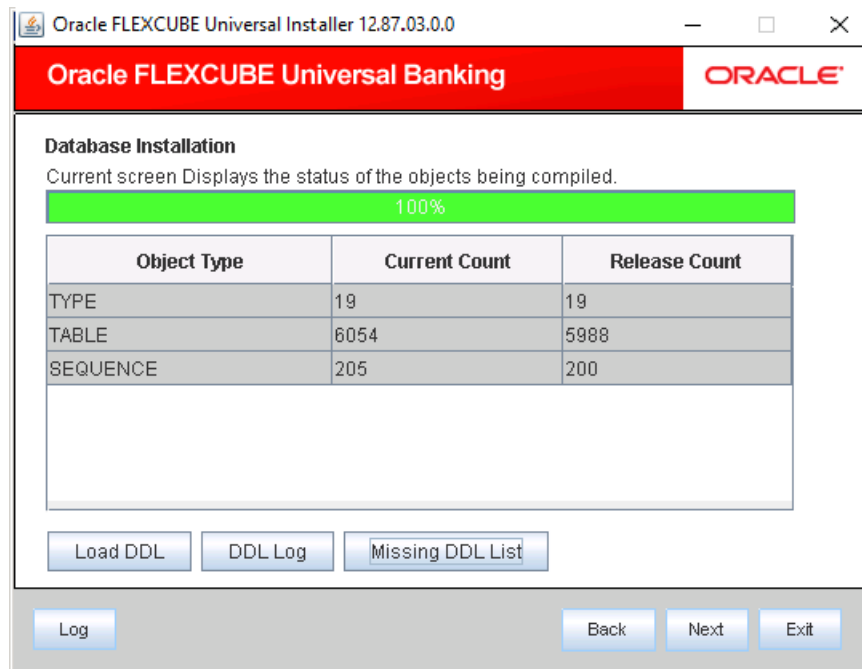 Oracle FLEXCUBE Universal Installer 12.87.03.0.0
Oracle FLEXCUBE Universal Banking
ORACLE
Database Installation
Current screen Displays the status of the objects being compiled.
100%
Object Type Current Count Release Count
TYPE 19 19
TABLE 6054 5988
SEQUENCE 205 200
Load DDL DDL Log Missing DDL List
Log Back Next Exit